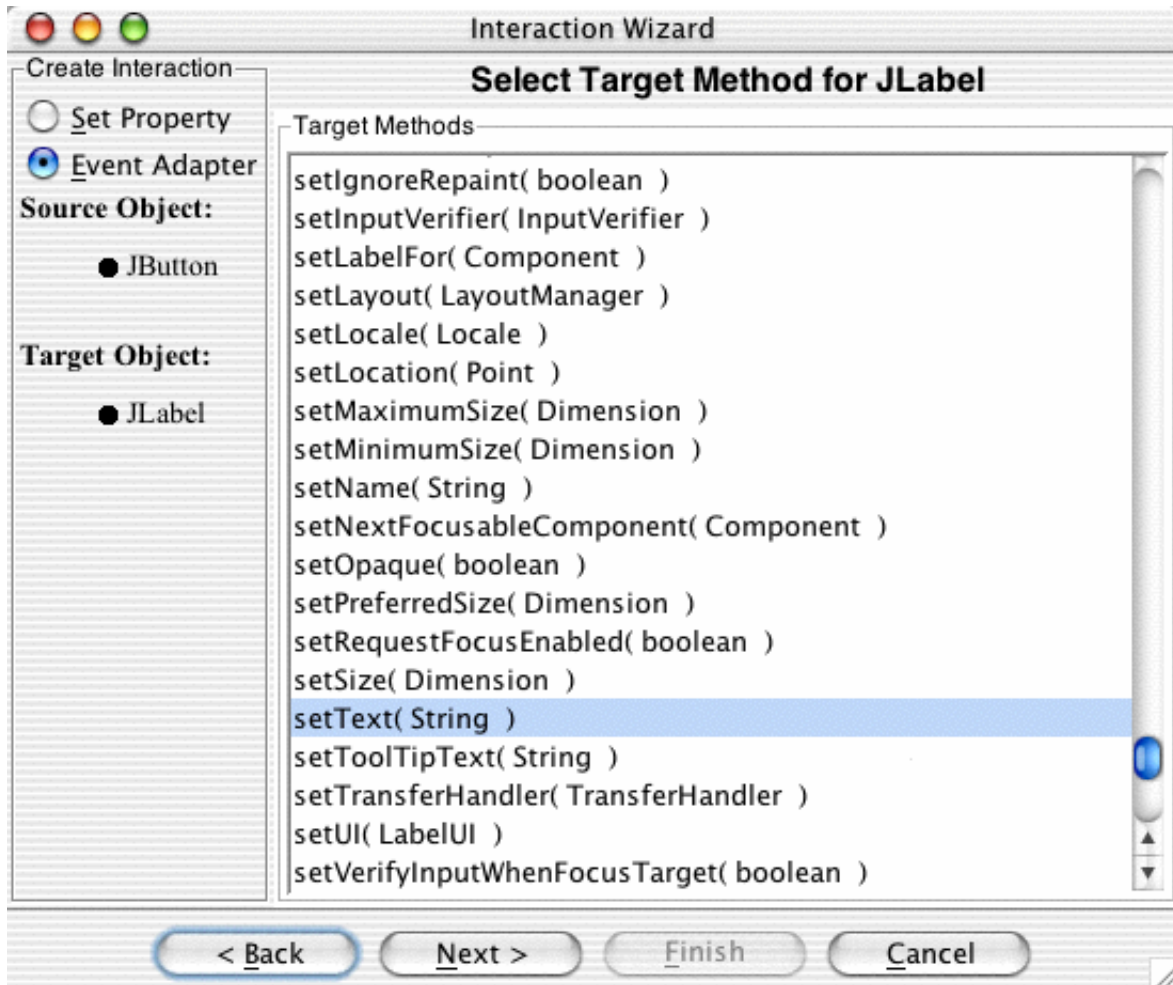 Interaction Wizard
Create Interaction
Set Property
Event Adapter
Source Object:
JButton
Target Object:
JLabel
Select Target Method for JLabel
Target Methods
setIgnoreRepaint( boolean )
setInputVerifier( InputVerifier )
setLabelFor( Component )
setLayout( LayoutManager )
setLocale( Locale )
setLocation( Point )
setMaximumSize( Dimension )
setMinimumSize( Dimension )
setName( String )
setNextFocusableComponent( Component )
setOpaque( boolean )
setPreferredSize( Dimension )
setRequestFocusEnabled( boolean )
setSize( Dimension )
setText( String )
setToolTipText( String )
setTransferHandler( TransferHandler )
setUI( LabelUI )
setVerifyInputWhenFocusTarget( boolean )
< Back Next > Finish Cancel